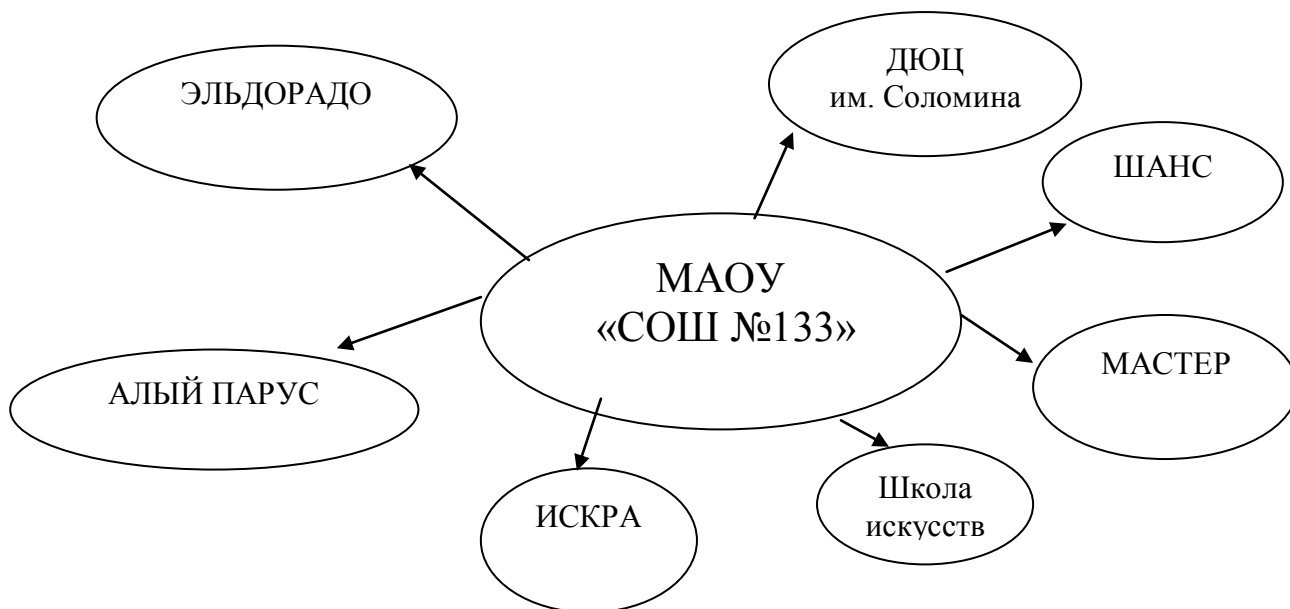 ЭЛЬДОРАДО
ДЮЦ
им. Соломина
ШАНС
МАОУ
«СОШ №133»
АЛЫЙ ПАРУС
МАСТЕР
ИСКРА
Школа
искусств